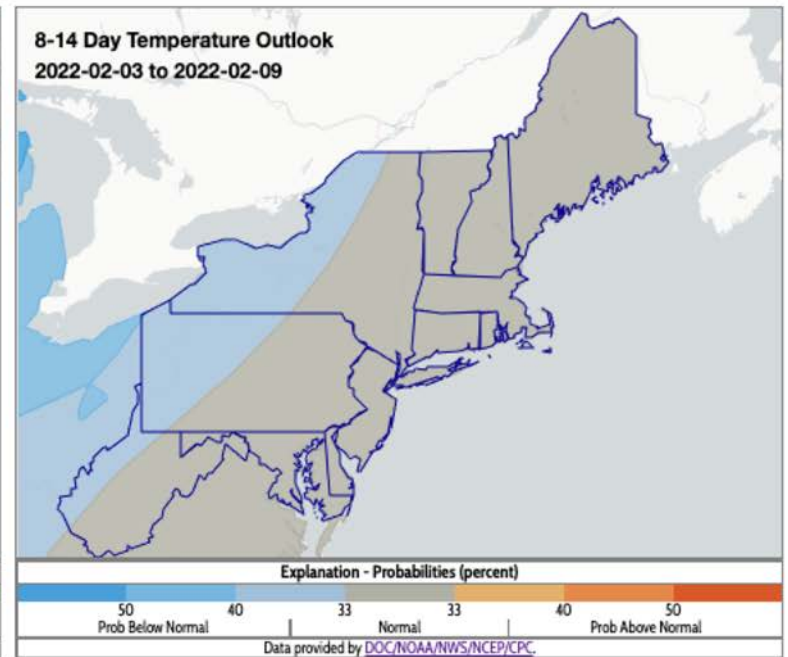 8-14 Day Temperature Outlook
2022-02-03 to 2022-02-09
Explanation - Probabilities (percent)
50 40 33 33 40 50
Prob Below Normal Normal Prob Above Normal
Data provided by DOC/NOAA/NWS/NCEP/CPC.